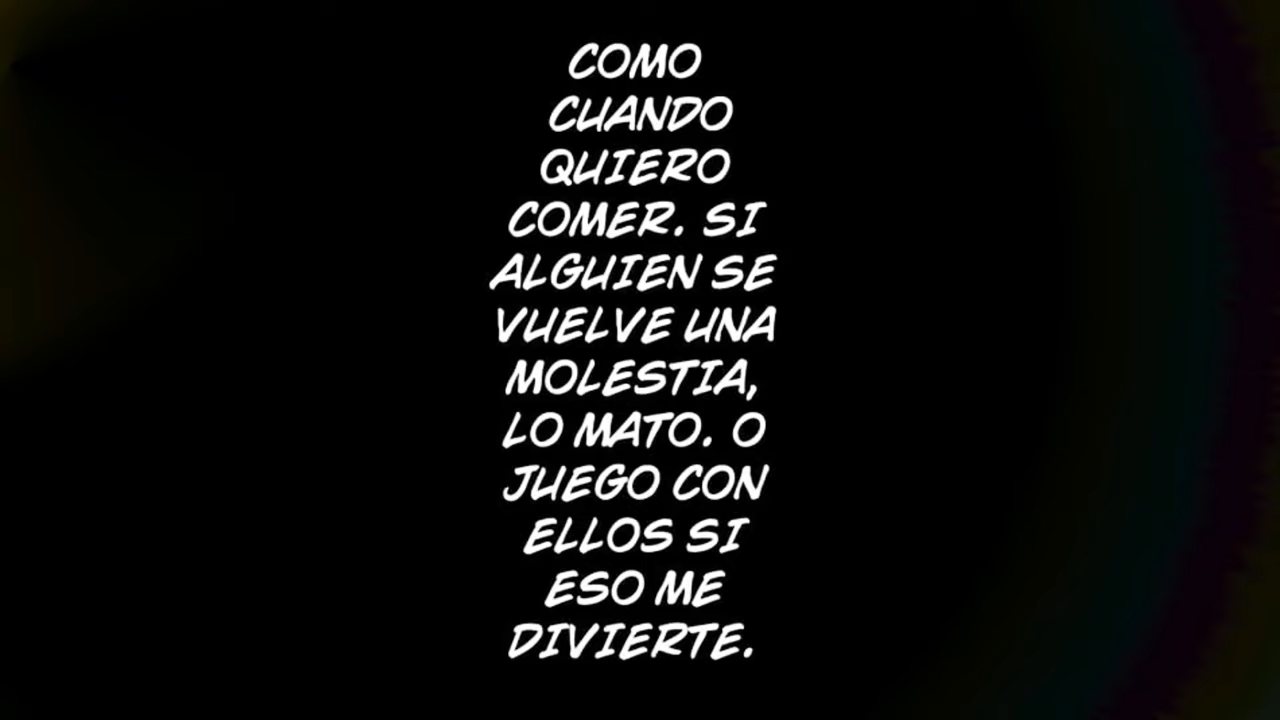 COMO
CUANDO
QUIERO
COMER. SI
ALGUIEN SE
VUELVE UNA
MOLESTIA,
LO MATO. O
JUEGO CON
ELLOS SI
ESO ME
DIVIERTE.